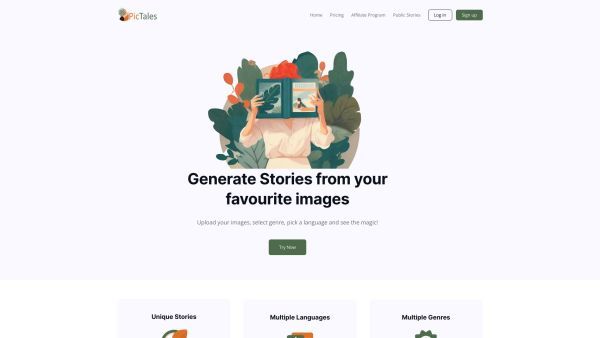 PicTales
Home Pricing Affiliate Program Public Stories Log in Sign up
Generate Stories from your
favourite images
Upload your images, select genre, pick a language and see the magic!
Try Now
Unique Stories Multiple Languages Multiple Genres